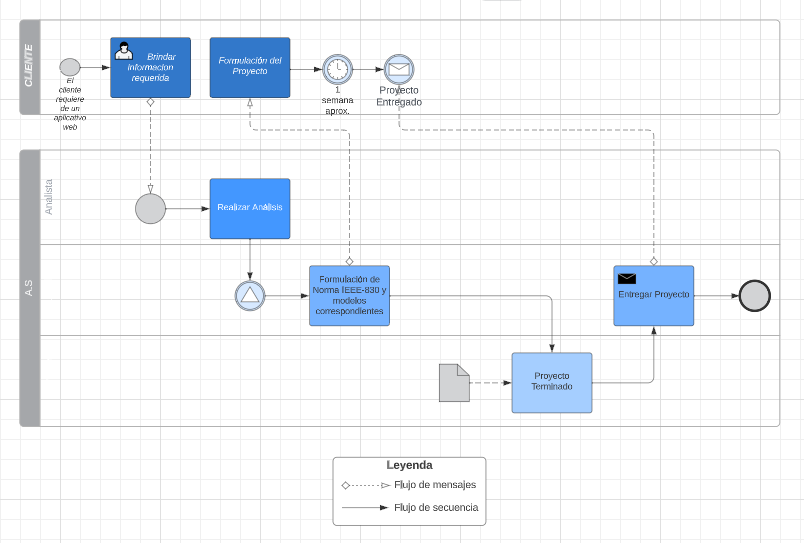 CLIENTE
El
cliente
requiere
de un
aplicativo
web
Brindar
informacion
requerida
Formulación del
Proyecto
1
semana
aprox.
Proyecto
Entregado
A.S
Analista
Realizar Análisis
Formulación de
Norma IEEE-830 y
modelos
correspondientes
Entregar Proyecto
Proyecto
Terminado
Leyenda
Flujo de mensajes
Flujo de secuencia